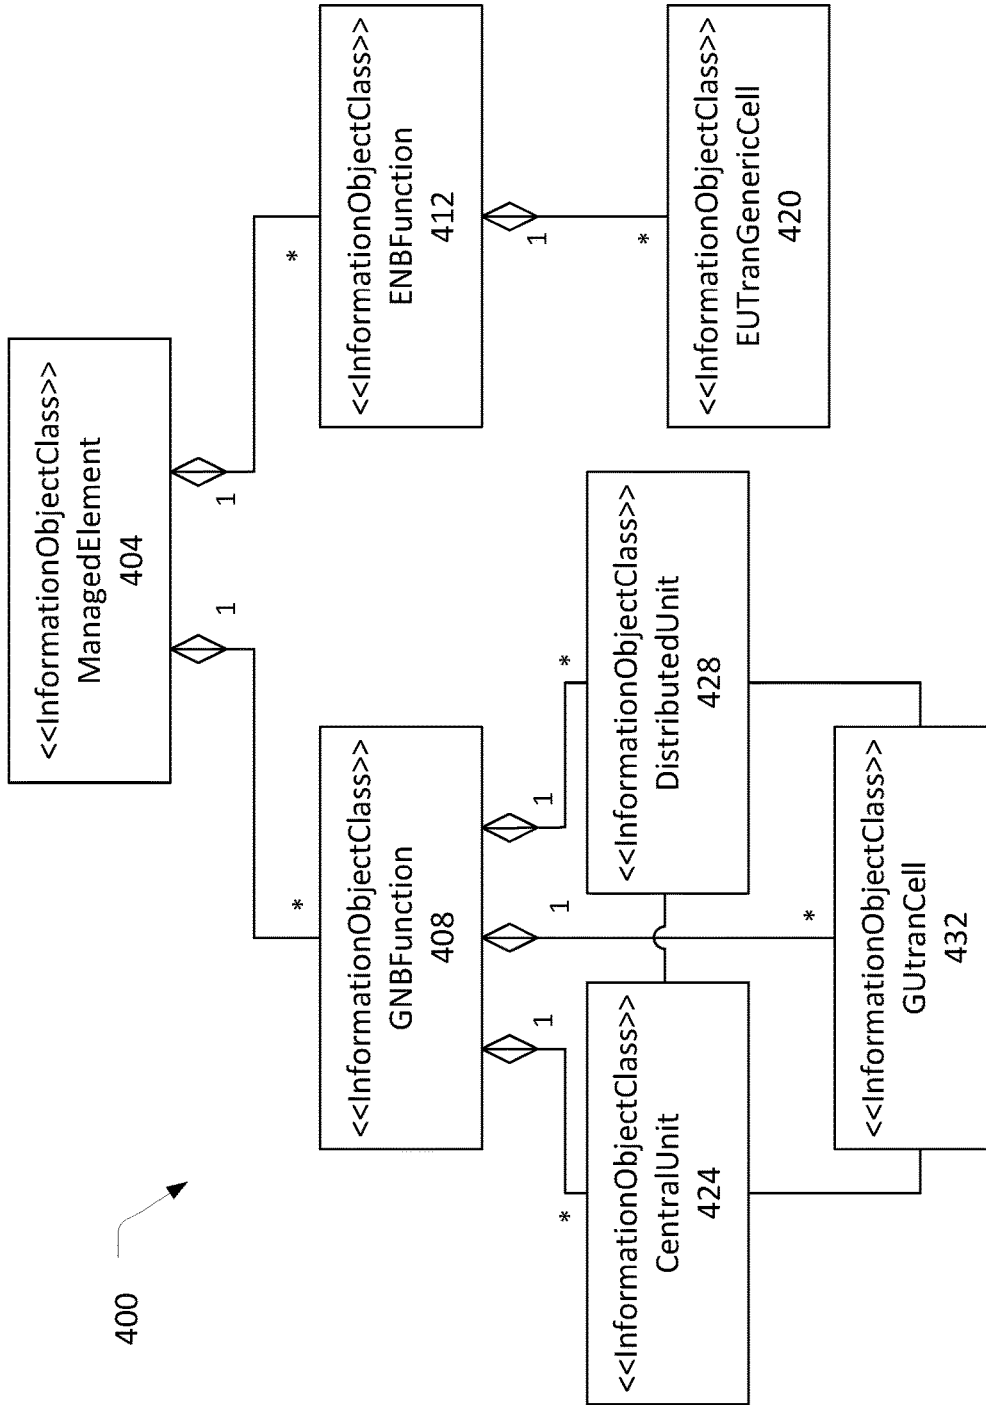 400
<<InformationObjectClass>>
ManagedElement
404
1
1
*
*
<<InformationObjectClass>>
GNBFunction
408
<<InformationObjectClass>>
ENBFunction
412
1
1
1
1
*
*
*
*
<<InformationObjectClass>>
CentralUnit
424
<<InformationObjectClass>>
DistributedUnit
428
<<InformationObjectClass>>
EUTranGenericCell
420
<<InformationObjectClass>>
GUtranCell
432